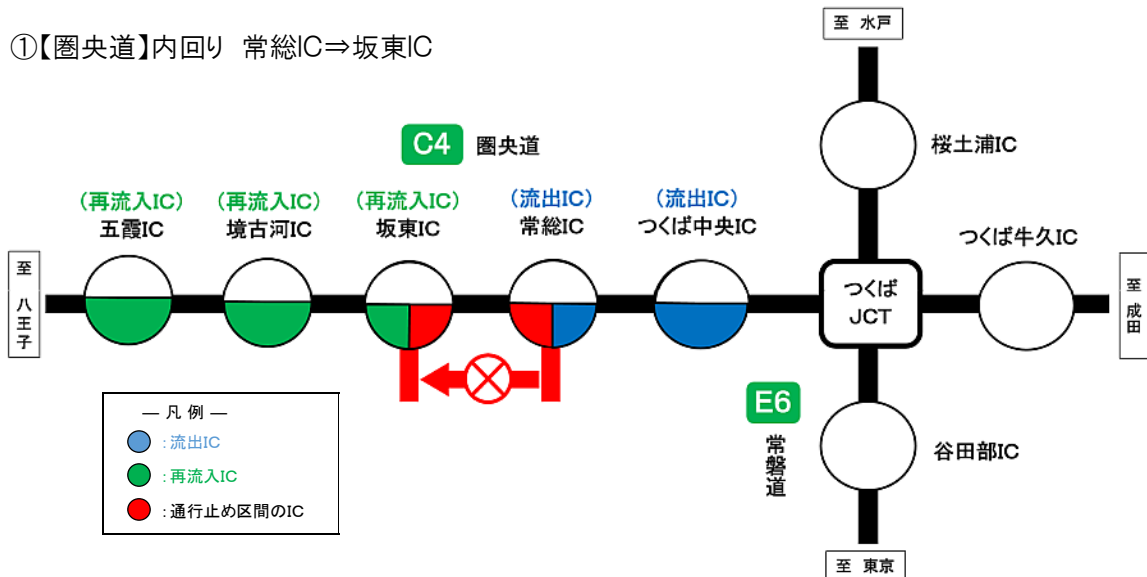 ①【圏央道】内回り 常総IC⇒坂東IC
至 水戸
C4 圏央道
桜土浦IC
(再流入IC) (再流入IC) (再流入IC) (流出IC) (流出IC)
五霞IC 境古河IC 坂東IC 常総IC つくば中央IC
つくば牛久IC
至 八王子
つくば
JCT
至 成田
E6
常磐道
谷田部IC
― 凡 例 ―
：流出IC
：再流入IC
：通行止め区間のIC
至 東京